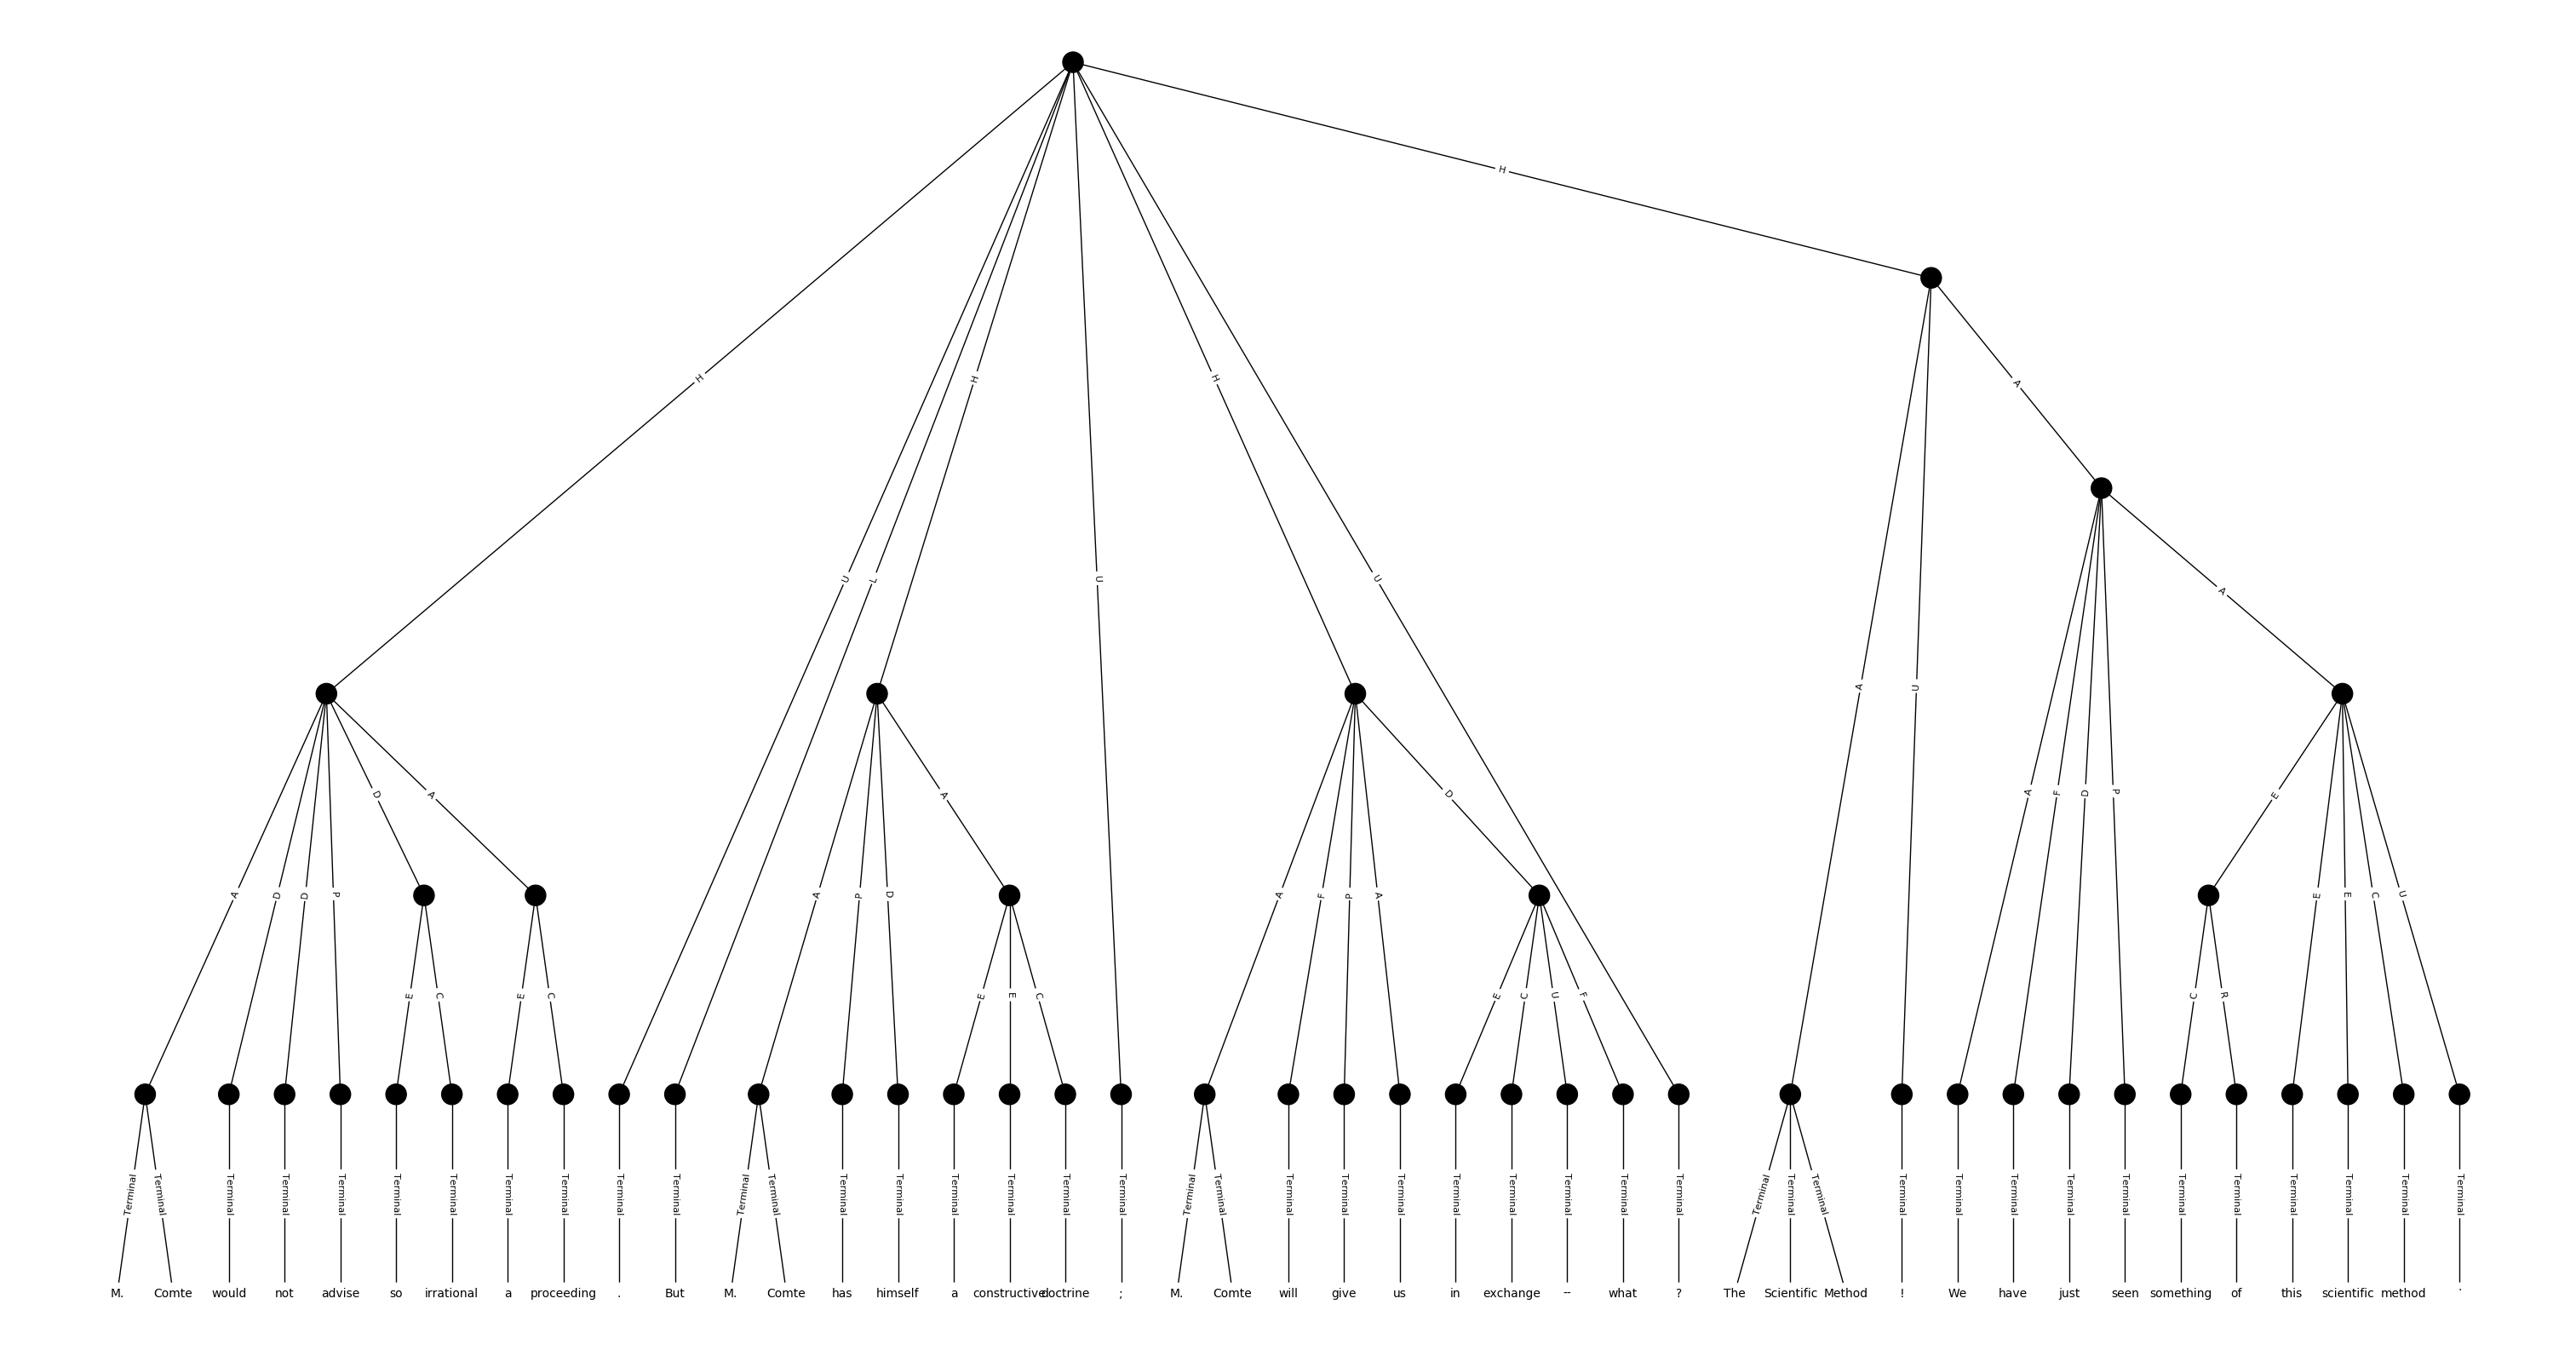 H
H
A
H
H
U
L
U
U
A
A
U
D
A
A
D
A
F
D
P
E
A
D
D
P
A
P
D
A
F
P
A
E
E
C
U
E
C
E
C
E
E
C
E
C
U
F
C
R
Terminal Terminal Terminal Terminal Terminal Terminal Terminal Terminal Terminal Terminal Terminal Terminal Terminal Terminal Terminal Terminal Terminal Terminal Terminal Terminal Terminal Terminal Terminal Terminal Terminal Terminal Terminal Terminal Terminal Terminal Terminal Terminal Terminal Terminal Terminal Terminal Terminal Terminal Terminal Terminal Terminal Terminal Terminal
M. Comte would not advise so irrational a proceeding . But M. Comte has himself a constructive doctrine ; M. Comte will give us in exchange -- what ? The Scientific Method ! We have just seen something of this scientific method .